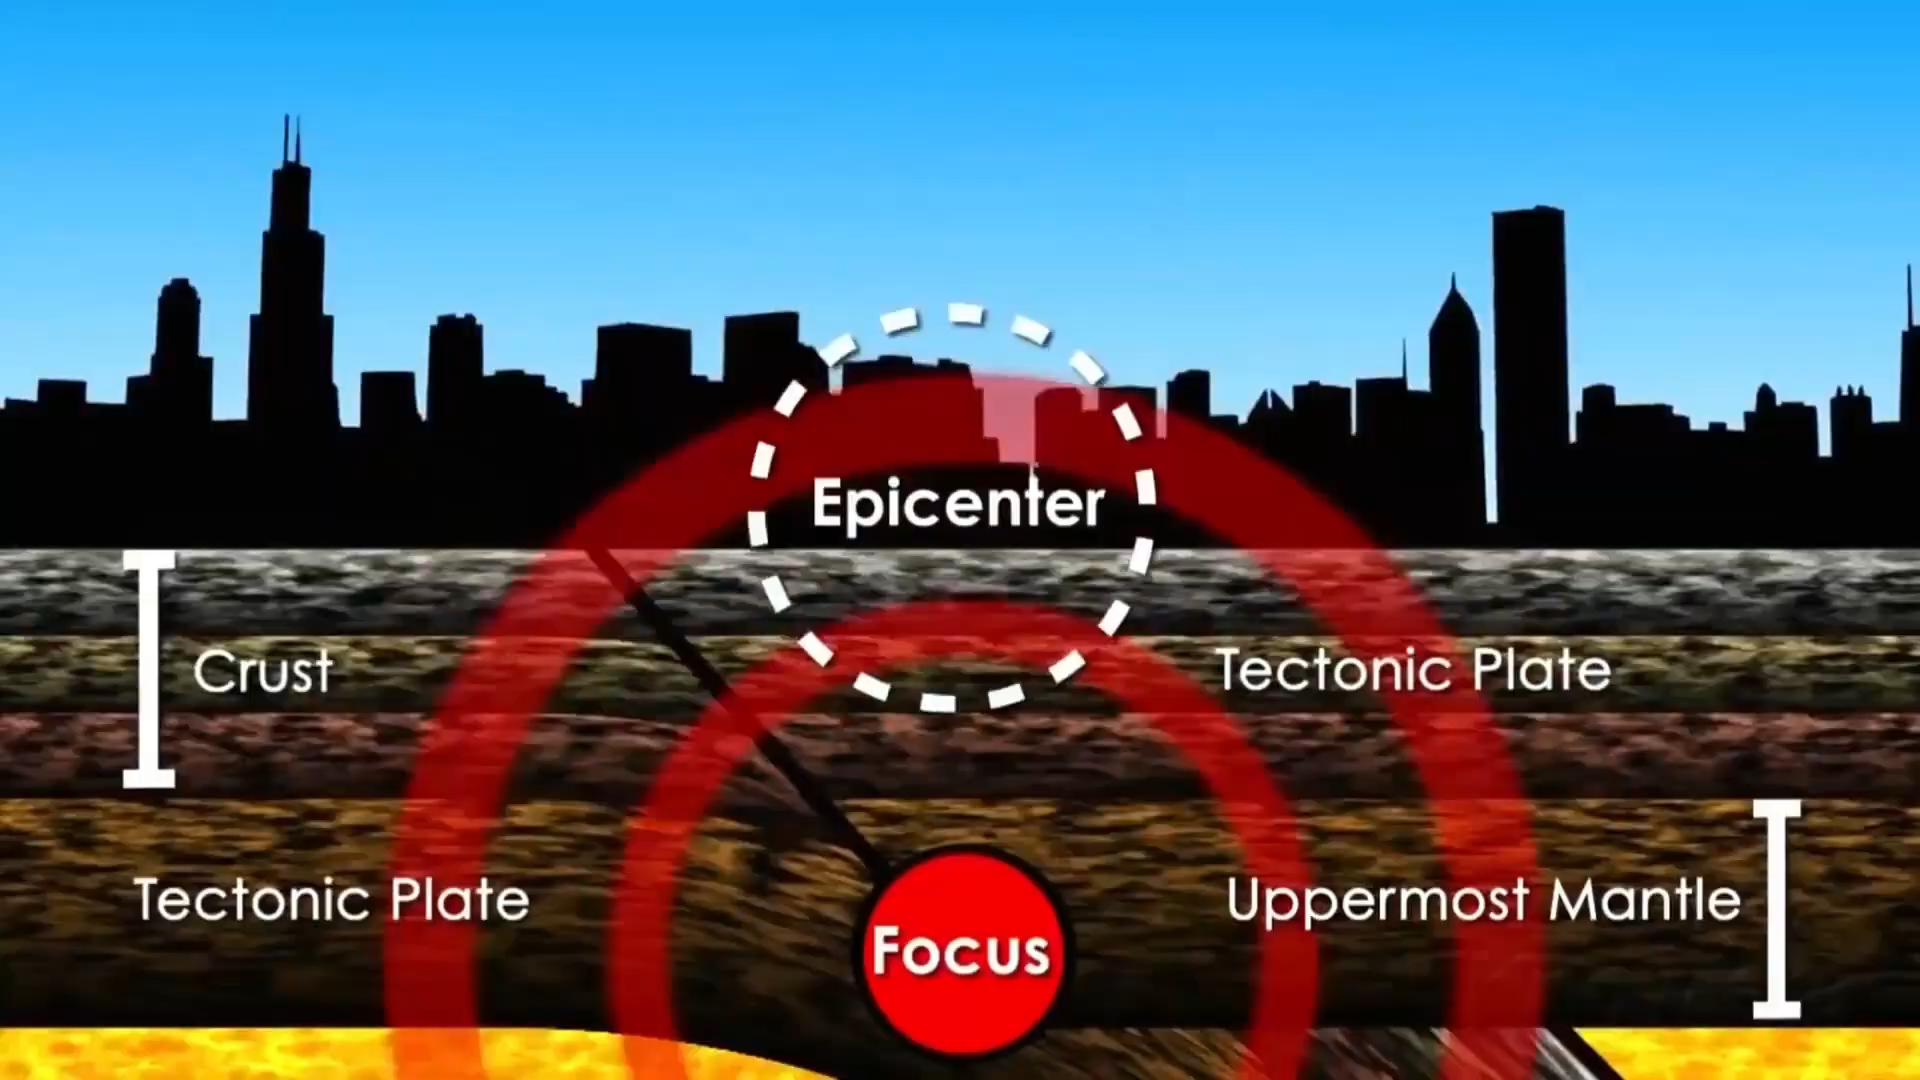 Epicenter
Crust
Tectonic Plate
Tectonic Plate
Uppermost Mantle
Focus